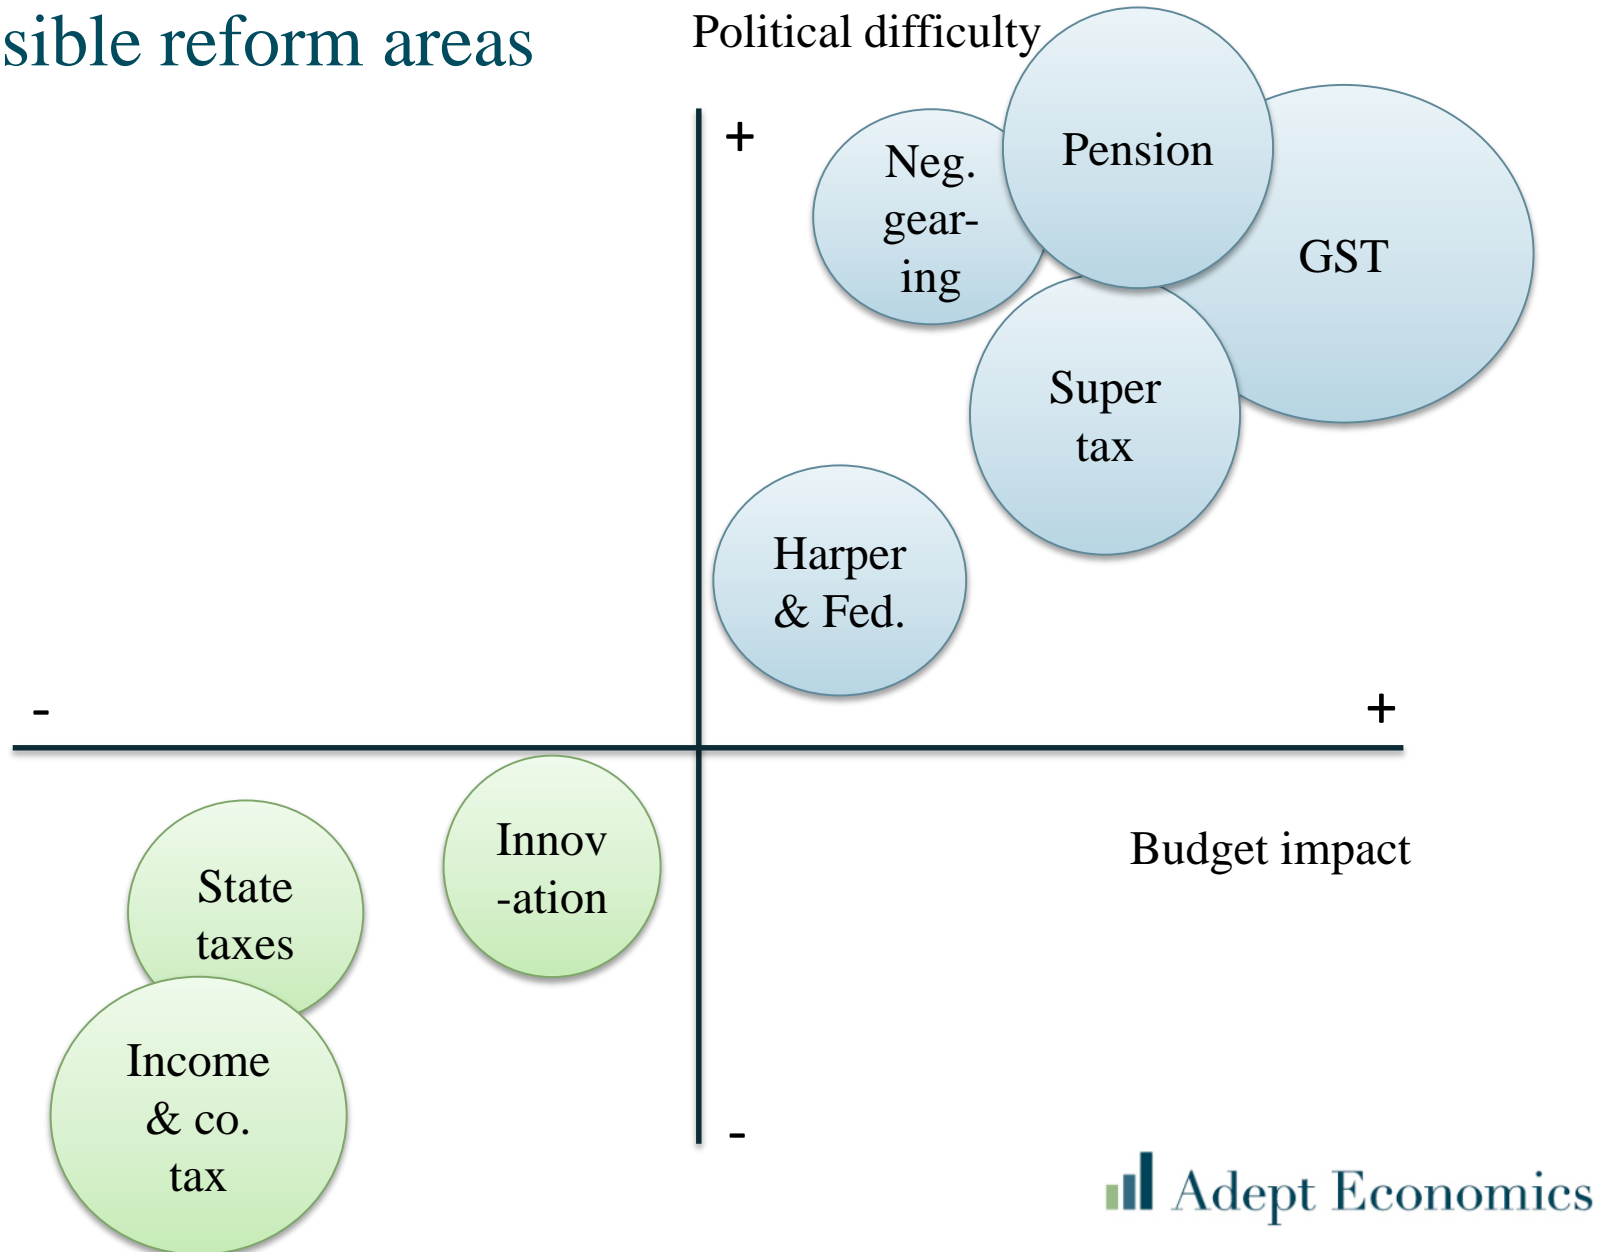 sible reform areas
Political difficulty
+
Neg.
gear-
ing
Pension
GST
Super
tax
Harper
& Fed.
-
+
Innov
-ation
Budget impact
State
taxes
Income
& co.
tax
-
Adept Economics